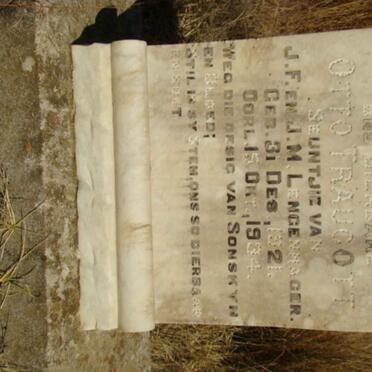 OTTO TRAUGOTT
SEUNTJIE VAN
J.F. EN J.M. LENGENHAGER.
GEB. 31 DES, 1921.
OORL. 15 OKT, 1934.
WEG DIE GESIG VAN SONSKYN
EN
STIL IS SY STEM, ONS SO DIERBAAR